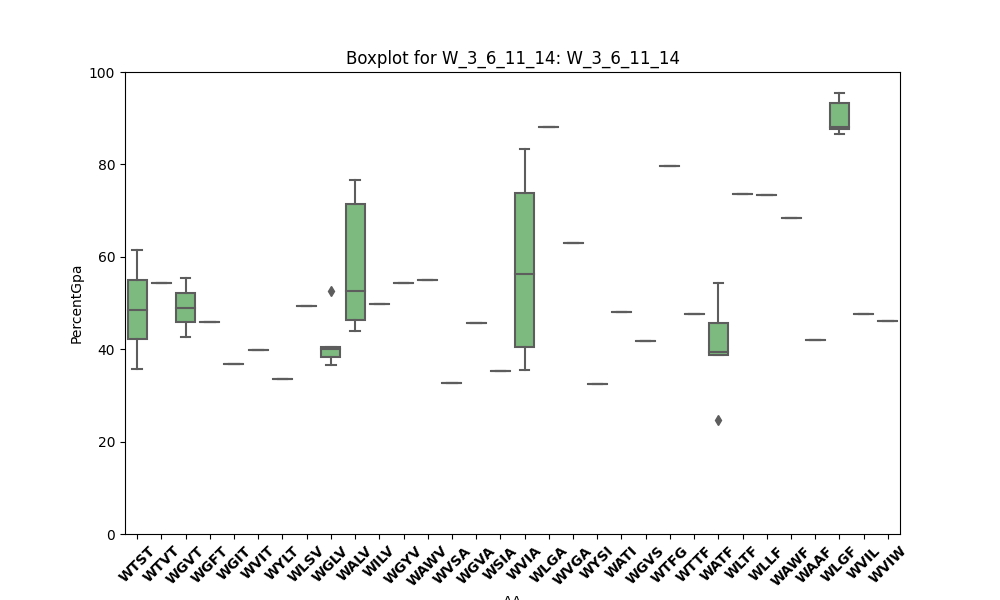 Boxplot for W_3_6_11_14: W_3_6_11_14
100
80
60
40
20
0
PercentGpa
WTST WTVT WGVT WGFT WGIT WVIT WYLT WLSV WGLV WALV WILV WGYV WAWV WVSA WGVA WSIA WVIA WLGA WVGA WYSI WATI WGVS WTFG WTTF WATF WLTF WLLF WAWF WAAF WLGF WVIL WVIW
AA